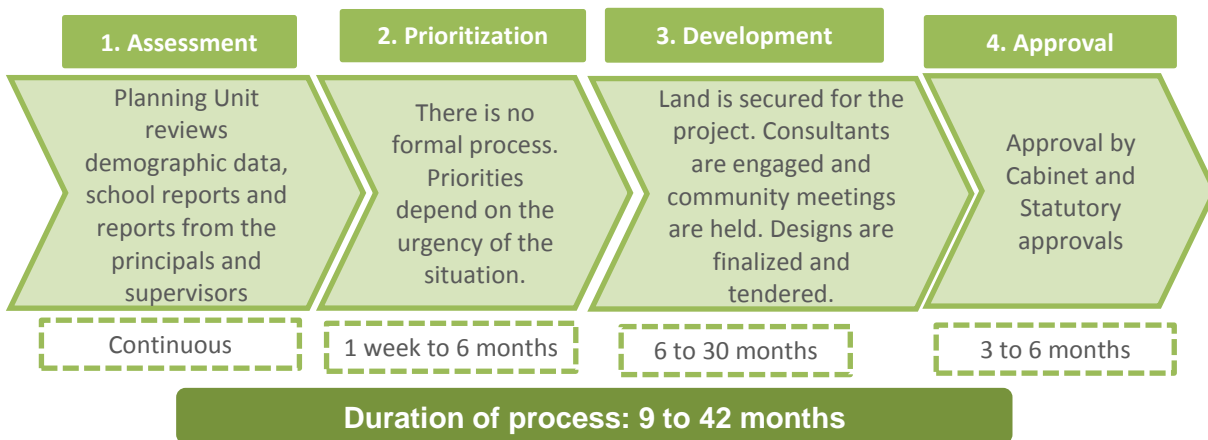 1. Assessment
Planning Unit
reviews
demographic data,
school reports and
reports from the
principals and
supervisors
Continuous
2. Prioritization
There is no
formal process.
Priorities
depend on the
urgency of the
situation.
1 week to 6 months
3. Development
Land is secured for the
project. Consultants
are engaged and
community meetings
are held. Designs are
finalized and
tendered.
6 to 30 months
4. Approval
Approval by
Cabinet and
Statutory
approvals
3 to 6 months
Duration of process: 9 to 42 months